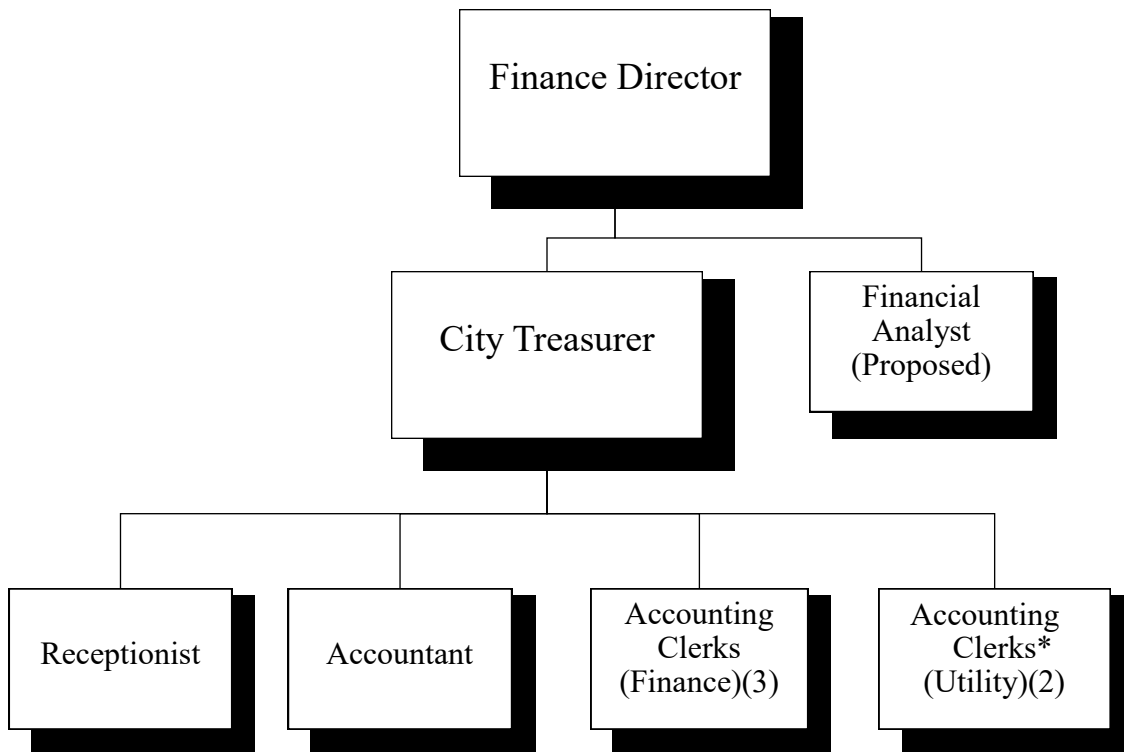 Finance Director
City Treasurer
Financial
Analyst
(Proposed)
Receptionist
Accountant
Accounting
Clerks
(Finance)(3)
Accounting
Clerks*
(Utility)(2)